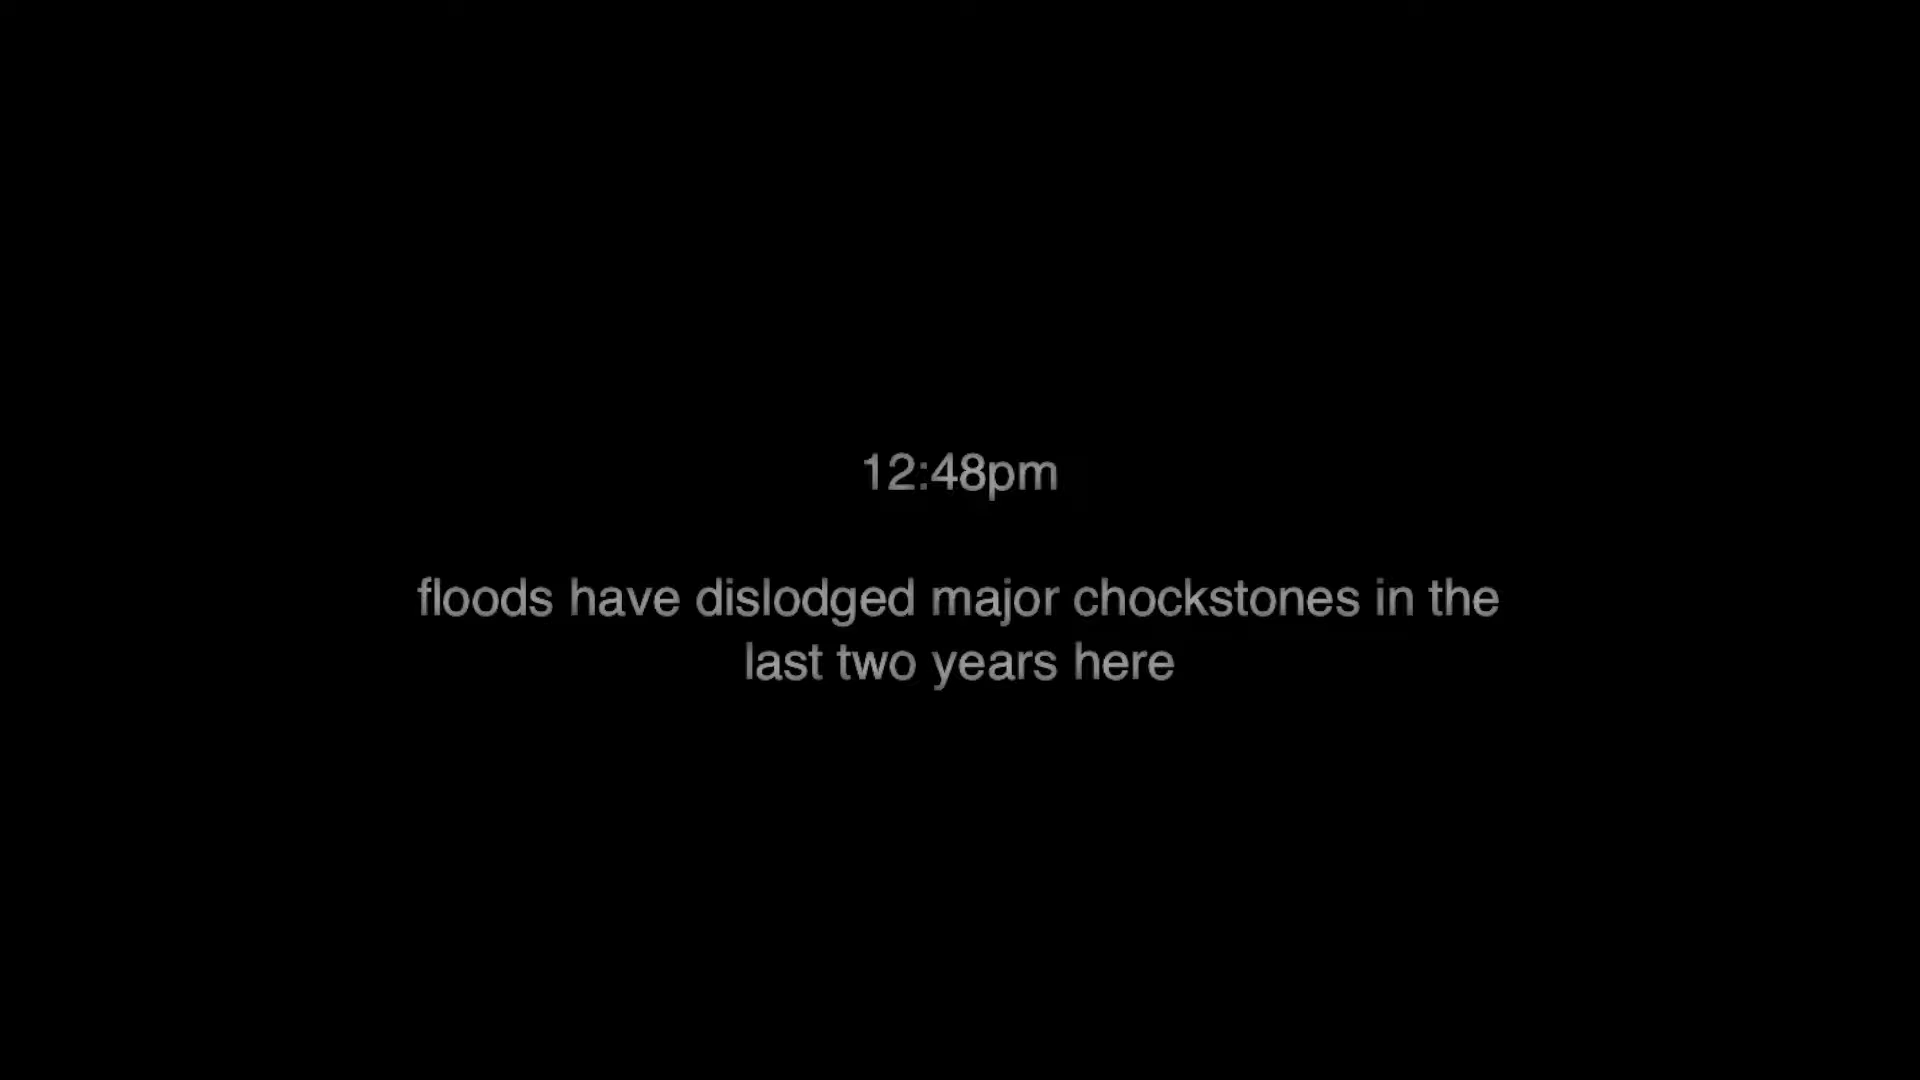 12:48pm
floods have dislodged major chockstones in the
last two years here